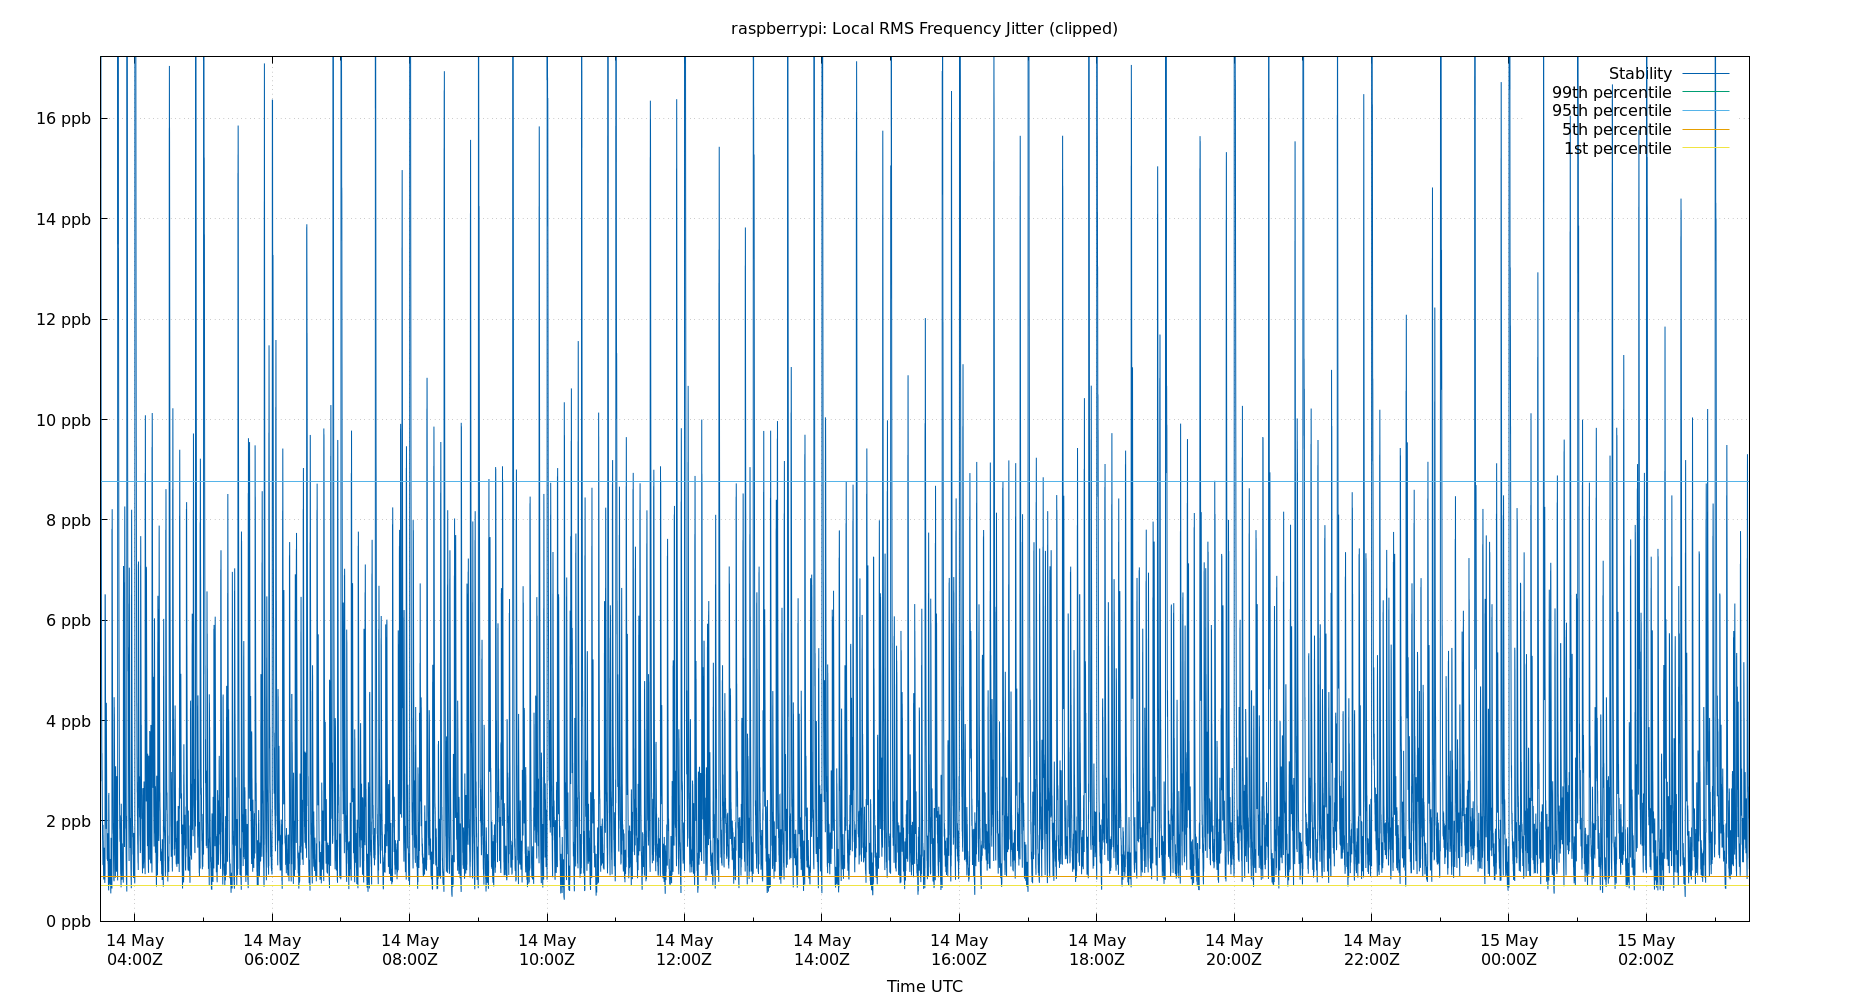 raspberrypi: Local RMS Frequency Jitter (clipped)
Stability
99th percentile
95th percentile
5th percentile
1st percentile
16 ppb
14 ppb
12 ppb
10 ppb
8 ppb
6 ppb
4 ppb
2 ppb
0 ppb
14 May 14 May 14 May 14 May 14 May 14 May 14 May 14 May 14 May 14 May 15 May 15 May
04:00Z 06:00Z 08:00Z 10:00Z 12:00Z 14:00Z 16:00Z 18:00Z 20:00Z 22:00Z 00:00Z 02:00Z
Time UTC